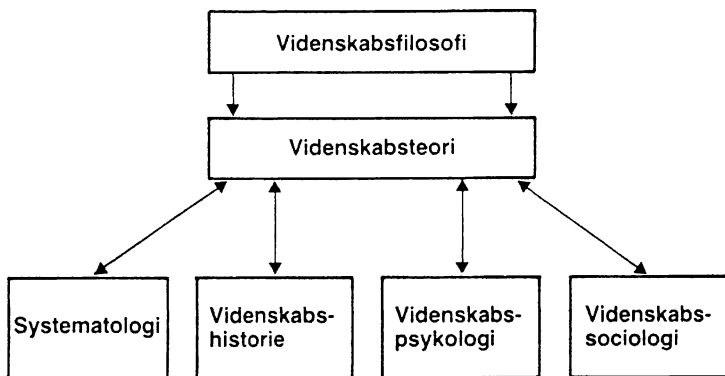 Videnskabsfilosofi
Videnskabsteori
Systematologi
Videnskabs-
historie
Videnskabs-
psykologi
Videnskabs-
sociologi